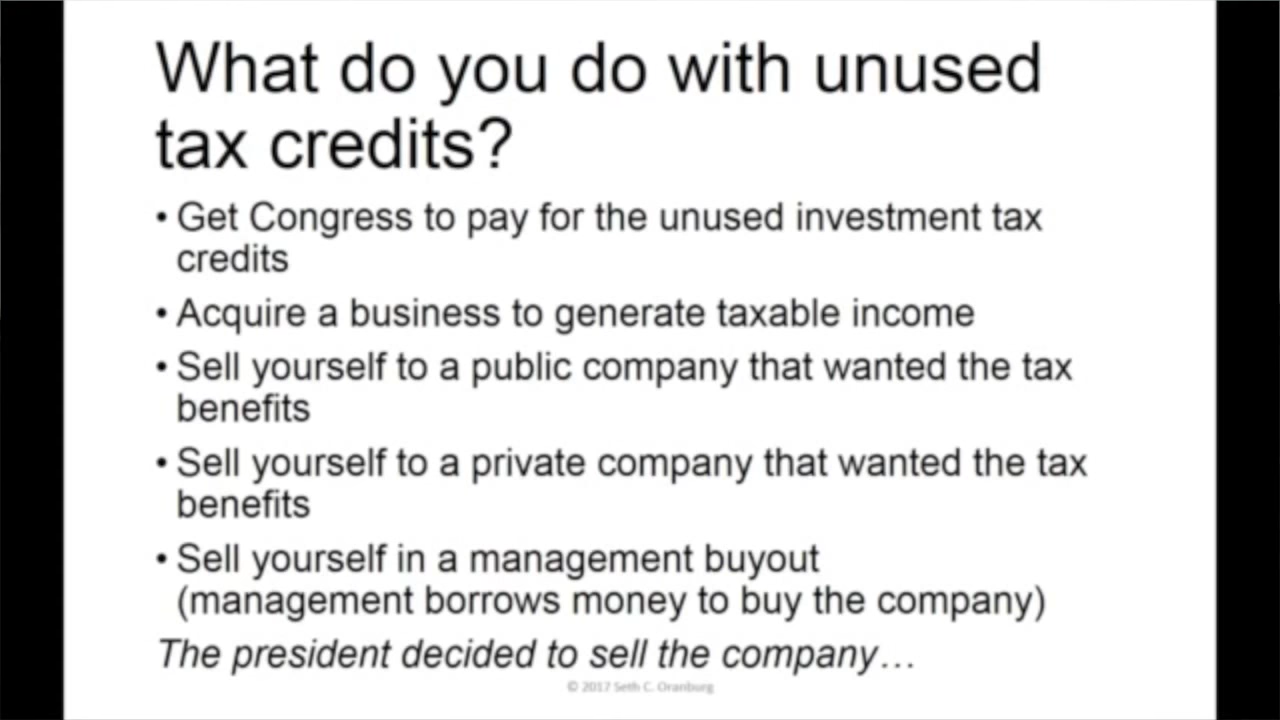 What do you do with unused
tax credits?
• Get Congress to pay for the unused investment tax
credits
• Acquire a business to generate taxable income
• Sell yourself to a public company that wanted the tax
benefits
• Sell yourself to a private company that wanted the tax
benefits
• Sell yourself in a management buyout
(management borrows money to buy the company)
The president decided to sell the company…
© 2017 Seth C. Oranburg